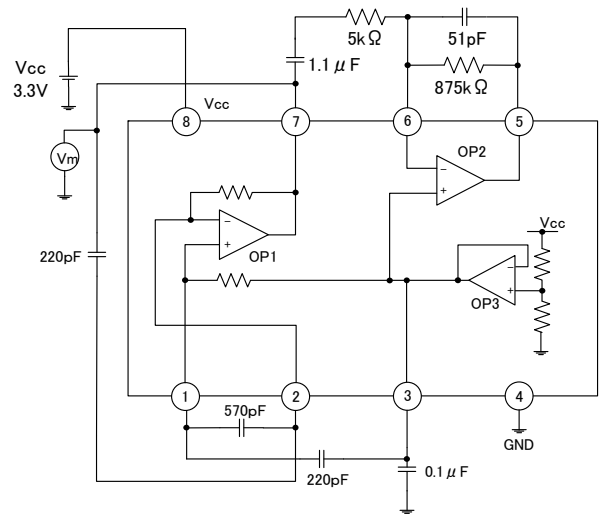 5kΩ
51pF
1.1μF
875kΩ
Vcc
3.3V
Vcc
8
7
6
5
OP2
Vm
−
+
−
+
OP1
220pF
Vcc
−
+
OP3
1
2
3
4
570pF
220pF
0.1μF
GND